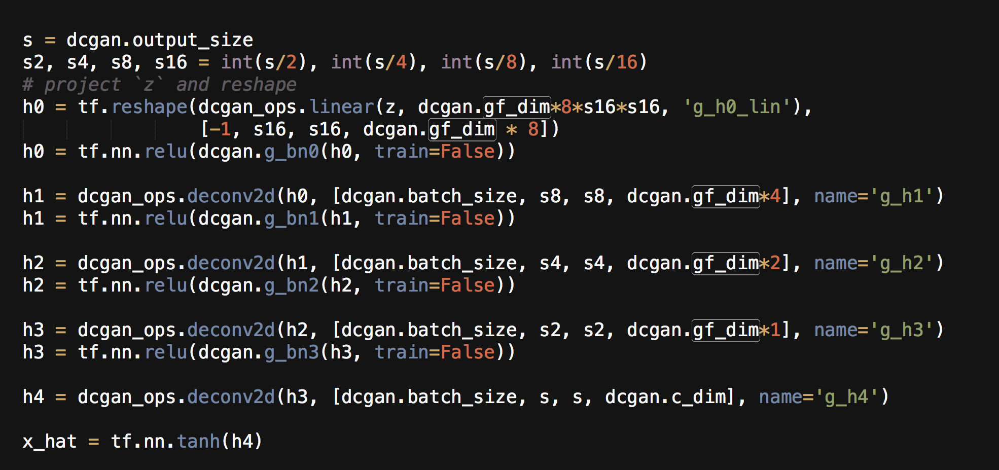 s = dcgan.output_size
s2, s4, s8, s16 = int(s/2), int(s/4), int(s/8), int(s/16)
# project `z` and reshape
h0 = tf.reshape(dcgan_ops.linear(z, dcgan.gf_dim*8*s16*s16, 'g_h0_lin'),
                [-1, s16, s16, dcgan.gf_dim * 8])
h0 = tf.nn.relu(dcgan.g_bn0(h0, train=False))

h1 = dcgan_ops.deconv2d(h0, [dcgan.batch_size, s8, s8, dcgan.gf_dim*4], name='g_h1')
h1 = tf.nn.relu(dcgan.g_bn1(h1, train=False))

h2 = dcgan_ops.deconv2d(h1, [dcgan.batch_size, s4, s4, dcgan.gf_dim*2], name='g_h2')
h2 = tf.nn.relu(dcgan.g_bn2(h2, train=False))

h3 = dcgan_ops.deconv2d(h2, [dcgan.batch_size, s2, s2, dcgan.gf_dim*1], name='g_h3')
h3 = tf.nn.relu(dcgan.g_bn3(h3, train=False))

h4 = dcgan_ops.deconv2d(h3, [dcgan.batch_size, s, s, dcgan.c_dim], name='g_h4')

x_hat = tf.nn.tanh(h4)